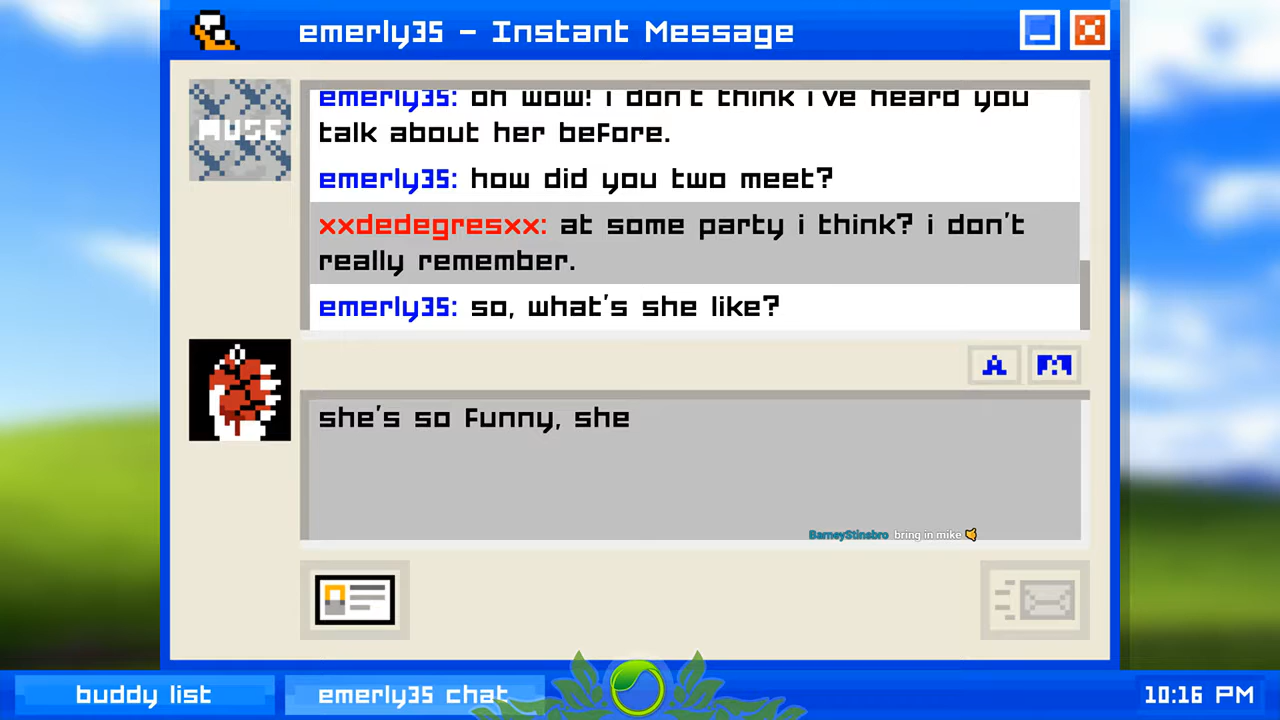 emerly35 - Instant Message
MUSE
emerly35: oh wow! i don't think i've heard you
talk about her before.
emerly35: how did you two meet?
xxdedegresxx: at some party i think? i don't
really remember.
emerly35: so, what's she like?
A
she's so funny, she
BarneyStinsbro bring in mike
buddy list
emerly35 chat
10:16 PM